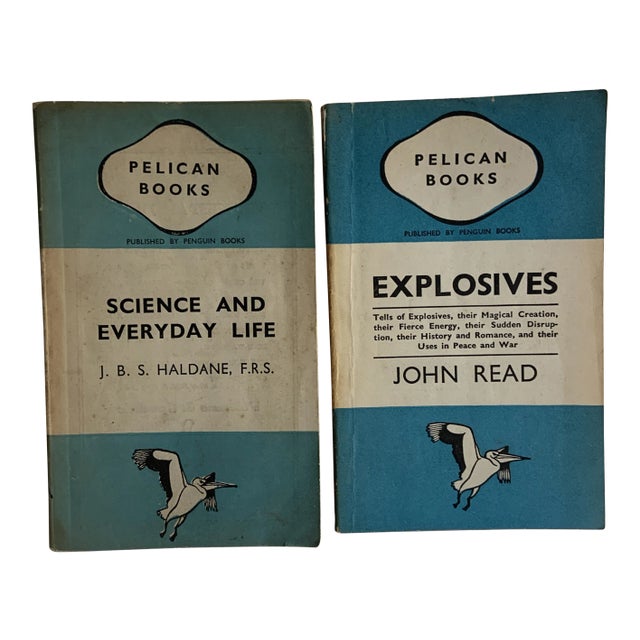 PELICAN
BOOKS
PUBLISHED BY PENGUIN BOOKS
SCIENCE AND
EVERYDAY LIFE
J. B. S. HALDANE, F.R.S.
PELICAN
BOOKS
PUBLISHED BY PENGUIN BOOKS
EXPLOSIVES
Tells of Explosives, their Magical Creation,
their Fierce Energy, their Sudden Disrup-
tion, their History and Romance, and their
Uses in Peace and War
JOHN READ